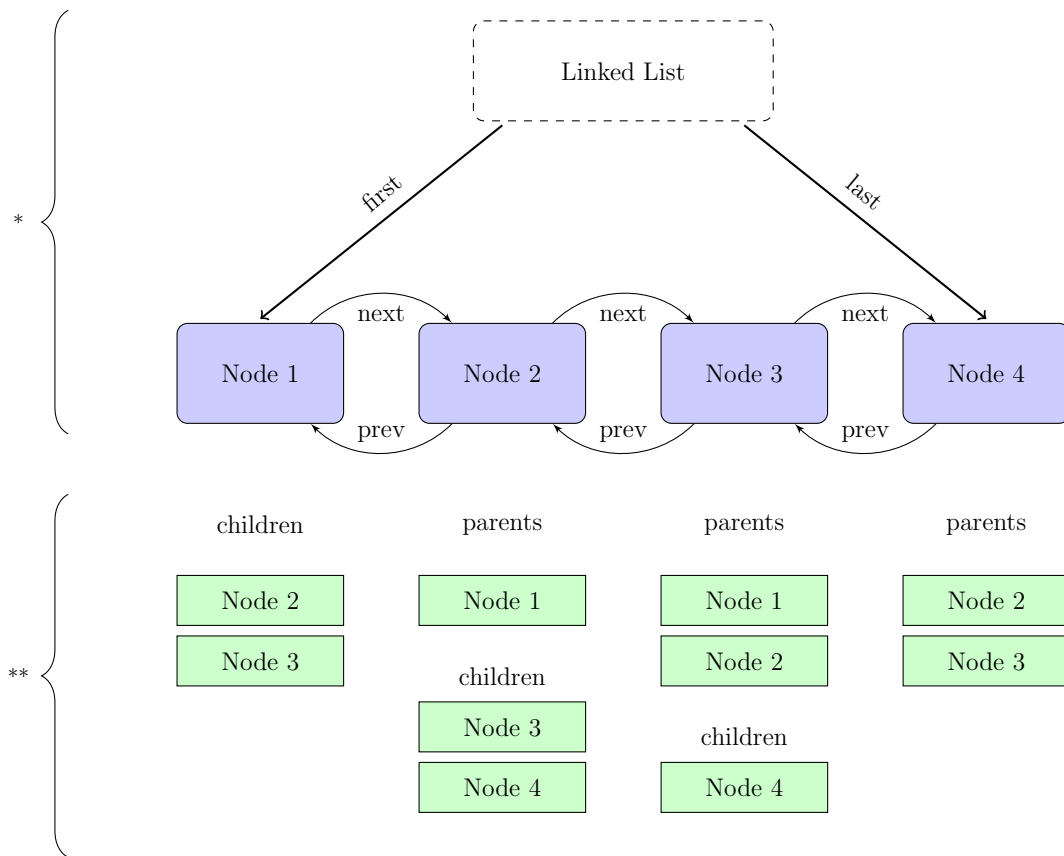 Linked List
first
last
*
next
next
next
Node 1
Node 2
Node 3
Node 4
prev
prev
prev
**
children
Node 2
Node 3
parents
Node 1
children
Node 3
Node 4
parents
Node 1
Node 2
children
Node 4
parents
Node 2
Node 3